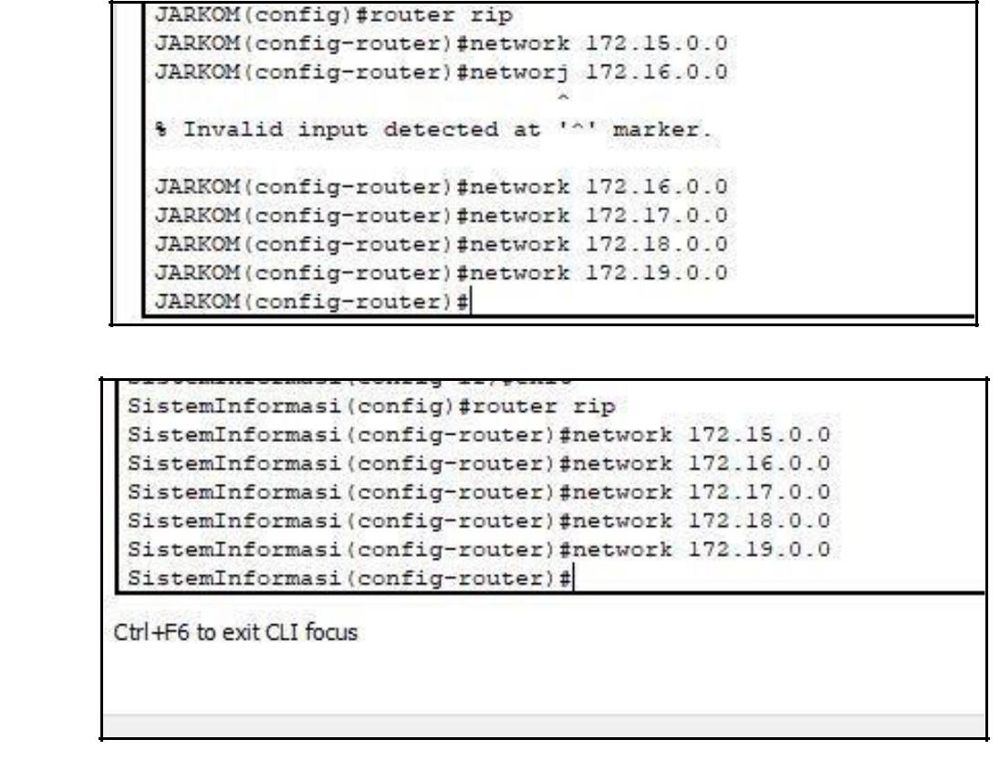 JARKOM(config)#router rip
JARKOM(config-router)#network 172.15.0.0
JARKOM(config-router)#networj 172.16.0.0
^
% Invalid input detected at '^' marker.
JARKOM(config-router)#network 172.16.0.0
JARKOM(config-router)#network 172.17.0.0
JARKOM(config-router)#network 172.18.0.0
JARKOM(config-router)#network 172.19.0.0
JARKOM(config-router)#
SistemInformasi(config)#router rip
SistemInformasi(config-router)#network 172.15.0.0
SistemInformasi(config-router)#network 172.16.0.0
SistemInformasi(config-router)#network 172.17.0.0
SistemInformasi(config-router)#network 172.18.0.0
SistemInformasi(config-router)#network 172.19.0.0
SistemInformasi(config-router)#
Ctrl+F6 to exit CLI focus